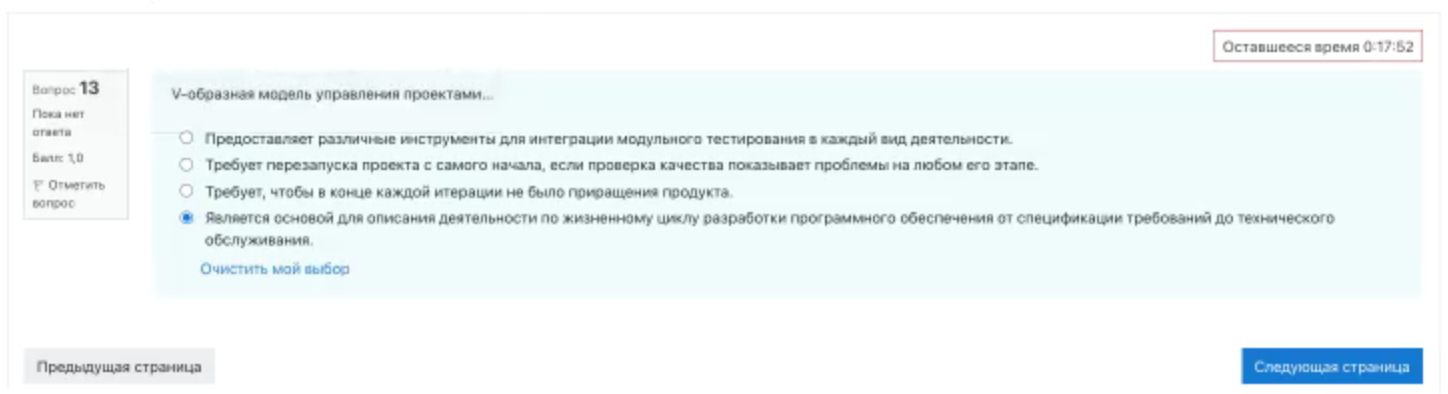 Оставшееся время 0:17:52
Вопрос 13
Пока нет
ответа
Балл: 1,0
Отметить
вопрос
V-образная модель управления проектами...
Предоставляет различные инструменты для интеграции модульного тестирования в каждый вид деятельности.
Требует перезапуска проекта с самого начала, если проверка качества показывает проблемы на любом его этапе.
Требует, чтобы в конце каждой итерации не было приращения продукта.
Является основой для описания деятельности по жизненному циклу разработки программного обеспечения от спецификации требований до технического
обслуживания.
Очистить мой выбор
Предыдущая страница
Следующая страница